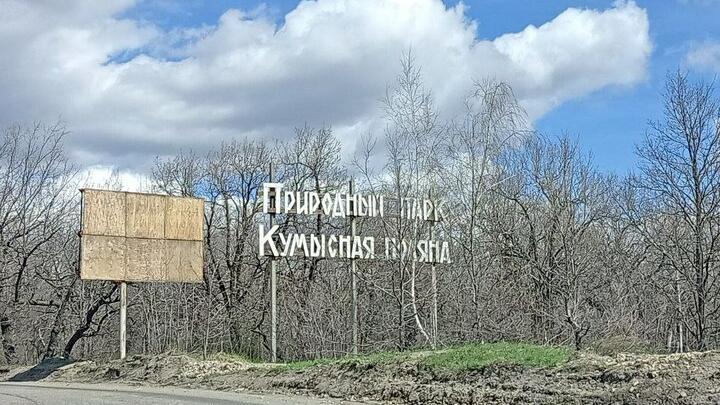 Природный парк
Кумысная поляна